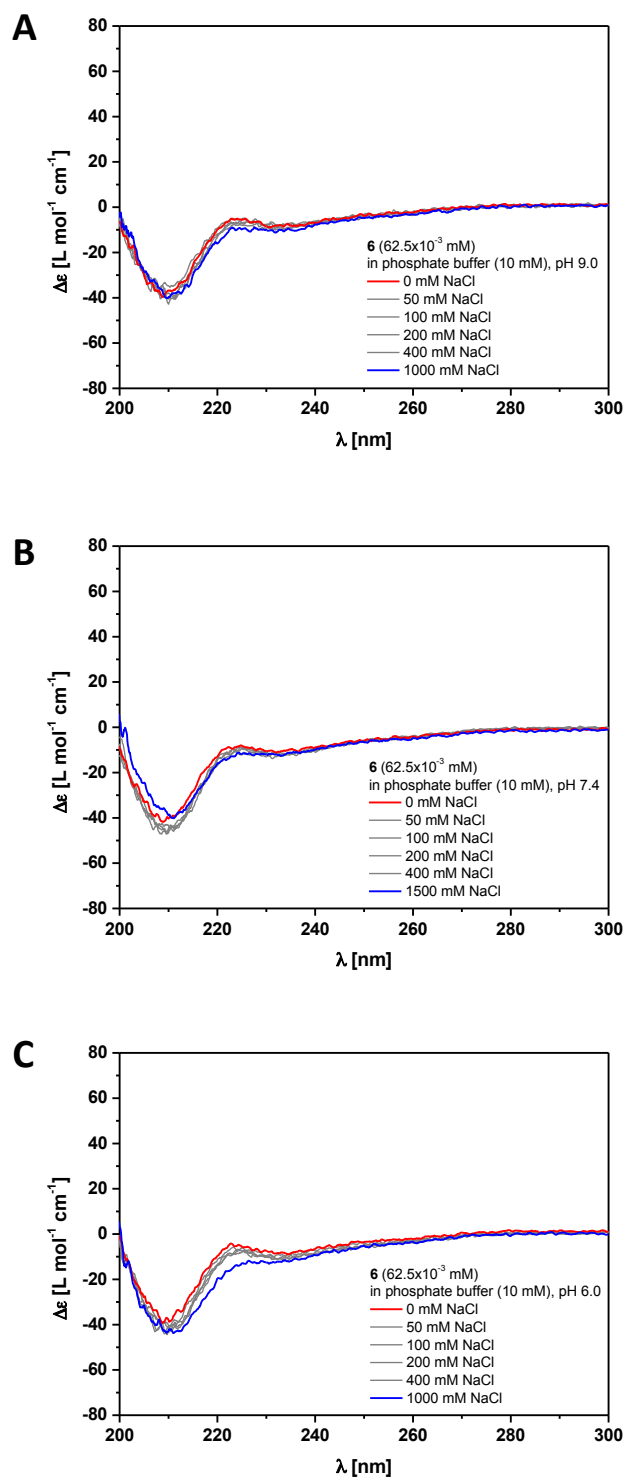 A
80
60
40
20
0
-20
-40
-60
-80
Δε [L mol⁻¹ cm⁻¹]
6 (62.5x10⁻³ mM)
in phosphate buffer (10 mM), pH 9.0
0 mM NaCl
50 mM NaCl
100 mM NaCl
200 mM NaCl
400 mM NaCl
1000 mM NaCl
200 220 240 260 280 300
λ [nm]
B
80
60
40
20
0
-20
-40
-60
-80
Δε [L mol⁻¹ cm⁻¹]
6 (62.5x10⁻³ mM)
in phosphate buffer (10 mM), pH 7.4
0 mM NaCl
50 mM NaCl
100 mM NaCl
200 mM NaCl
400 mM NaCl
1500 mM NaCl
200 220 240 260 280 300
λ [nm]
C
80
60
40
20
0
-20
-40
-60
-80
Δε [L mol⁻¹ cm⁻¹]
6 (62.5x10⁻³ mM)
in phosphate buffer (10 mM), pH 6.0
0 mM NaCl
50 mM NaCl
100 mM NaCl
200 mM NaCl
400 mM NaCl
1000 mM NaCl
200 220 240 260 280 300
λ [nm]